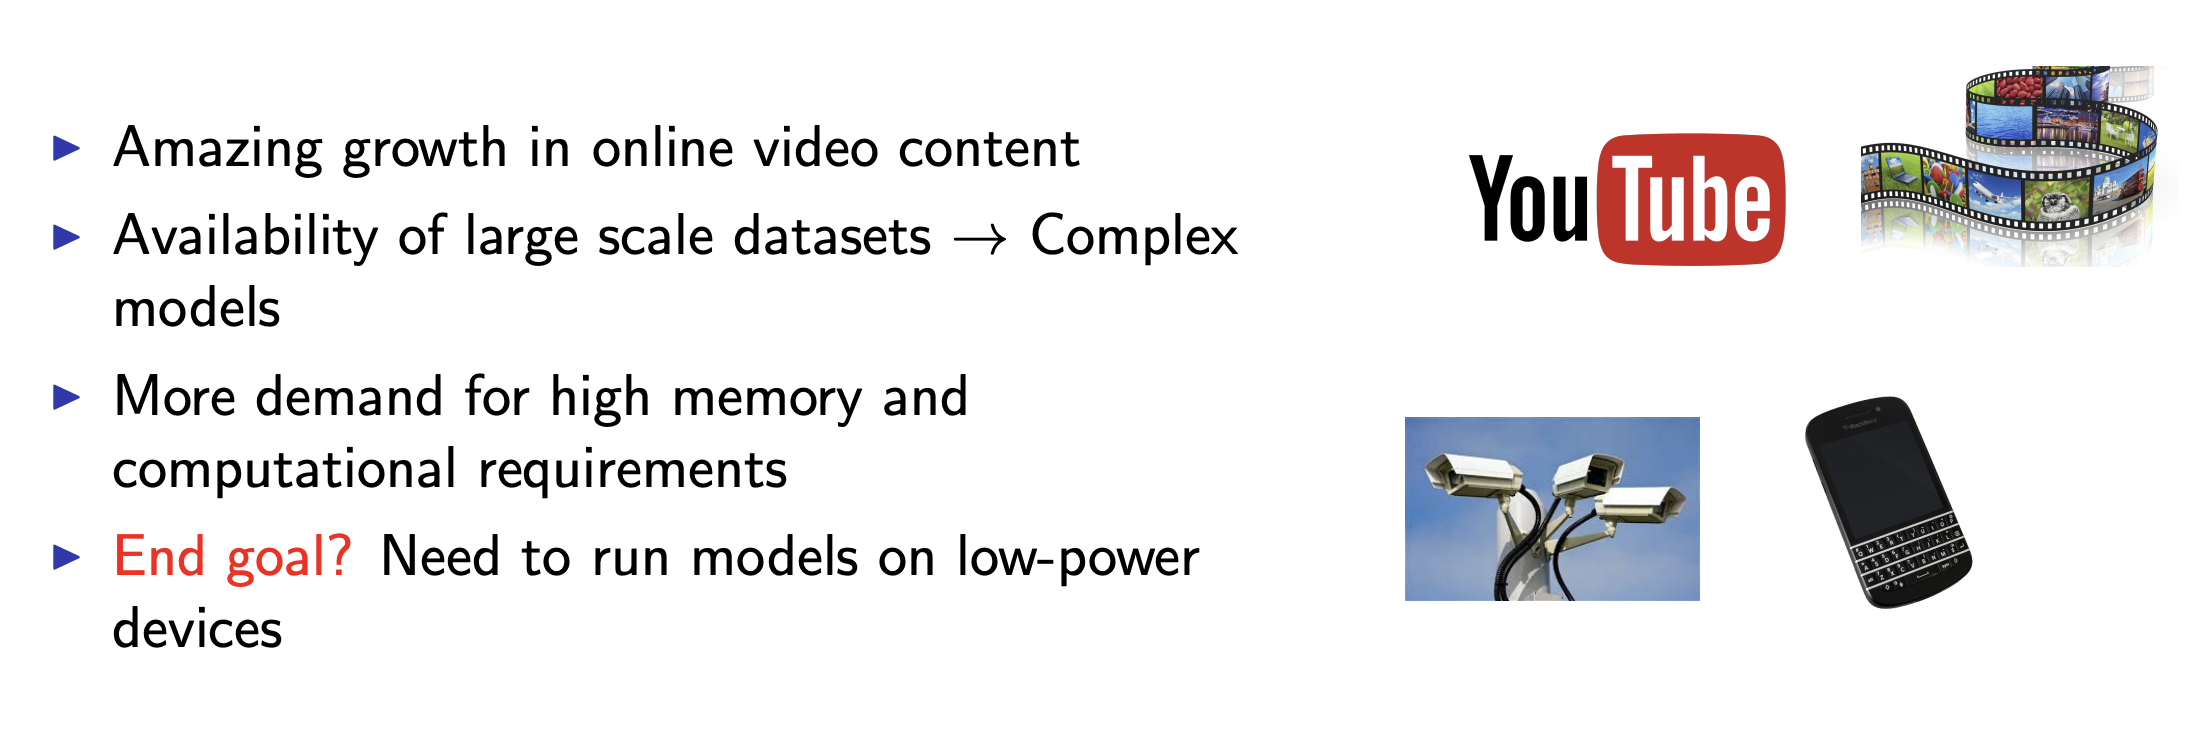 Amazing growth in online video content
Availability of large scale datasets → Complex
models
More demand for high memory and
computational requirements
End goal? Need to run models on low-power
devices
YouTube
BlackBerry